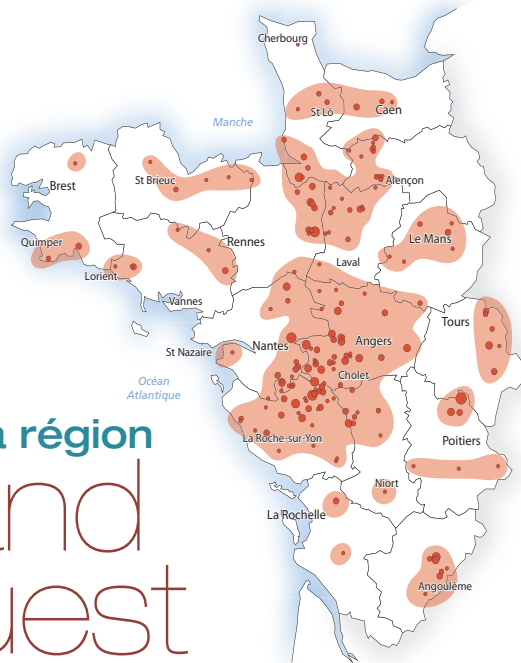 Cherbourg
St Lô
Caen
Manche
Brest
St Brieuc
Alençon
Quimper
Rennes
Le Mans
Lorient
Laval
Vannes
Tours
St Nazaire
Nantes
Angers
Océan
Atlantique
Cholet
région
La Roche-sur-Yon
Poitiers
Niort
La Rochelle
Angoulême